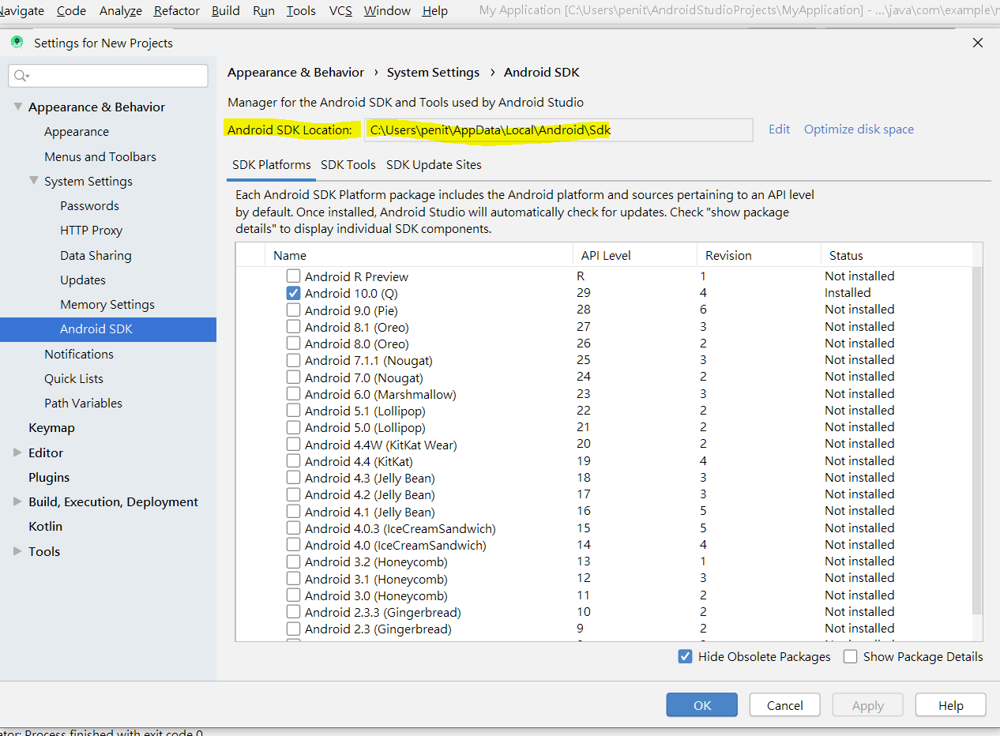 Navigate Code Analyze Refactor Build Run Tools VCS Window Help My Application [C:\Users\penit\AndroidStudioProjects\MyApplication] - ...\java\com\example\
Settings for New Projects
Appearance & Behavior
Appearance
Menus and Toolbars
System Settings
Passwords
HTTP Proxy
Data Sharing
Updates
Memory Settings
Android SDK
Notifications
Quick Lists
Path Variables
Keymap
Editor
Plugins
Build, Execution, Deployment
Kotlin
Tools
Appearance & Behavior › System Settings › Android SDK
Manager for the Android SDK and Tools used by Android Studio
Android SDK Location: C:\Users\penit\AppData\Local\Android\Sdk Edit Optimize disk space
SDK Platforms SDK Tools SDK Update Sites
Each Android SDK Platform package includes the Android platform and sources pertaining to an API level
by default. Once installed, Android Studio will automatically check for updates. Check "show package
details" to display individual SDK components.
Name API Level Revision Status
Android R Preview R 1 Not installed
Android 10.0 (Q) 29 4 Installed
Android 9.0 (Pie) 28 6 Not installed
Android 8.1 (Oreo) 27 3 Not installed
Android 8.0 (Oreo) 26 2 Not installed
Android 7.1.1 (Nougat) 25 3 Not installed
Android 7.0 (Nougat) 24 2 Not installed
Android 6.0 (Marshmallow) 23 3 Not installed
Android 5.1 (Lollipop) 22 2 Not installed
Android 5.0 (Lollipop) 21 2 Not installed
Android 4.4W (KitKat Wear) 20 2 Not installed
Android 4.4 (KitKat) 19 4 Not installed
Android 4.3 (Jelly Bean) 18 3 Not installed
Android 4.2 (Jelly Bean) 17 3 Not installed
Android 4.1 (Jelly Bean) 16 5 Not installed
Android 4.0.3 (IceCreamSandwich) 15 5 Not installed
Android 4.0 (IceCreamSandwich) 14 4 Not installed
Android 3.2 (Honeycomb) 13 1 Not installed
Android 3.1 (Honeycomb) 12 3 Not installed
Android 3.0 (Honeycomb) 11 2 Not installed
Android 2.3.3 (Gingerbread) 10 2 Not installed
Android 2.3 (Gingerbread) 9 2 Not installed
Hide Obsolete Packages Show Package Details
OK Cancel Apply Help
ator: Process finished with exit code 0